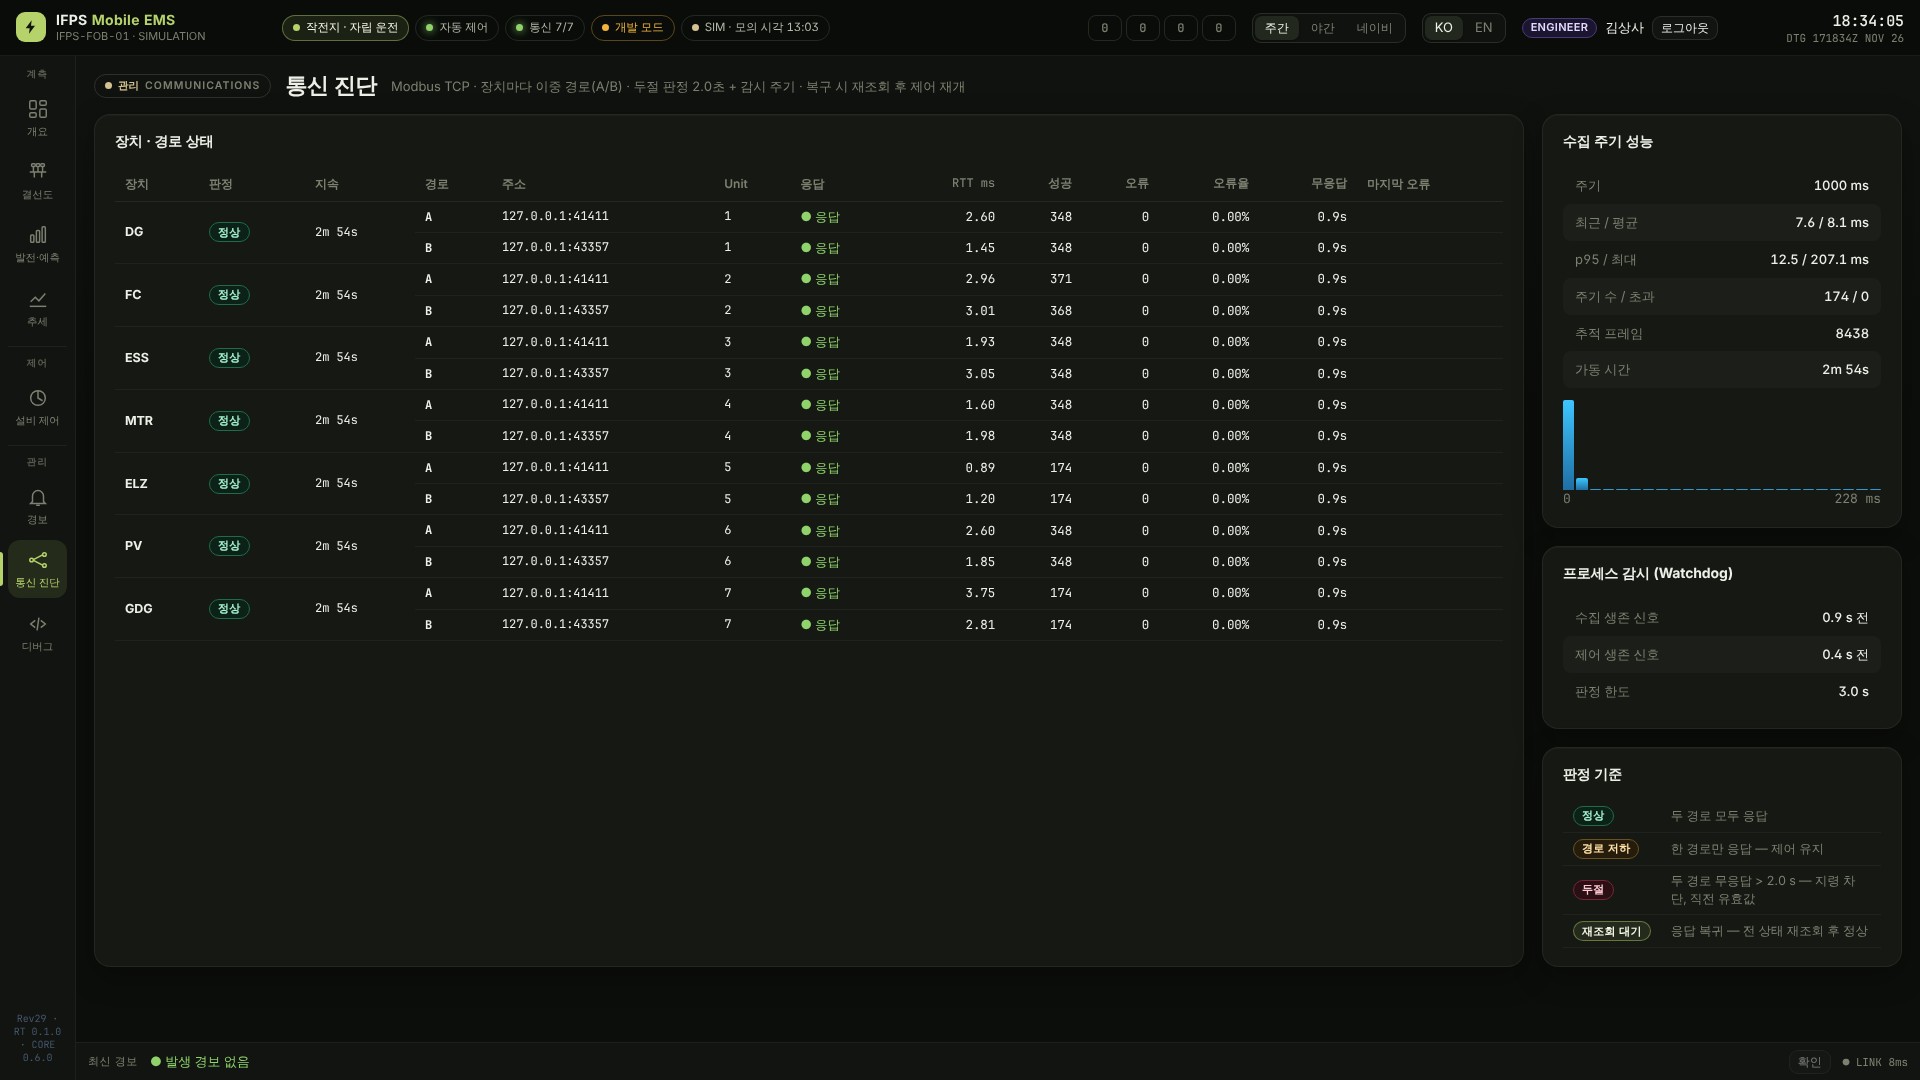 IFPS Mobile EMS
IFPS-FOB-01 · SIMULATION
작전지 · 자립 운전
자동 제어
통신 7/7
개발 모드
SIM · 모의 시각 13:03
0 0 0 0
주간 야간 네이비
KO EN
ENGINEER 김상사 로그아웃
18:34:05
DTG 171834Z NOV 26
계측
개요
결선도
발전·예측
추세
제어
설비 제어
관리
경보
통신 진단
디버그
Rev29 ·
RT 0.1.0
· CORE
0.6.0
관리 COMMUNICATIONS
통신 진단
Modbus TCP · 장치마다 이중 경로(A/B) · 두절 판정 2.0초 + 감시 주기 · 복구 시 재조회 후 제어 재개
장치 · 경로 상태
장치 판정 지속 경로 주소 Unit 응답 RTT ms 성공 오류 오류율 무응답 마지막 오류
DG 정상 2m 54s
A 127.0.0.1:41411 1 응답 2.60 348 0 0.00% 0.9s
B 127.0.0.1:43357 1 응답 1.45 348 0 0.00% 0.9s
FC 정상 2m 54s
A 127.0.0.1:41411 2 응답 2.96 371 0 0.00% 0.9s
B 127.0.0.1:43357 2 응답 3.01 368 0 0.00% 0.9s
ESS 정상 2m 54s
A 127.0.0.1:41411 3 응답 1.93 348 0 0.00% 0.9s
B 127.0.0.1:43357 3 응답 3.05 348 0 0.00% 0.9s
MTR 정상 2m 54s
A 127.0.0.1:41411 4 응답 1.60 348 0 0.00% 0.9s
B 127.0.0.1:43357 4 응답 1.98 348 0 0.00% 0.9s
ELZ 정상 2m 54s
A 127.0.0.1:41411 5 응답 0.89 174 0 0.00% 0.9s
B 127.0.0.1:43357 5 응답 1.20 174 0 0.00% 0.9s
PV 정상 2m 54s
A 127.0.0.1:41411 6 응답 2.60 348 0 0.00% 0.9s
B 127.0.0.1:43357 6 응답 1.85 348 0 0.00% 0.9s
GDG 정상 2m 54s
A 127.0.0.1:41411 7 응답 3.75 174 0 0.00% 0.9s
B 127.0.0.1:43357 7 응답 2.81 174 0 0.00% 0.9s
수집 주기 성능
주기 1000 ms
최근 / 평균 7.6 / 8.1 ms
p95 / 최대 12.5 / 207.1 ms
주기 수 / 초과 174 / 0
추적 프레임 8438
가동 시간 2m 54s
0 228 ms
프로세스 감시 (Watchdog)
수집 생존 신호 0.9 s 전
제어 생존 신호 0.4 s 전
판정 한도 3.0 s
판정 기준
정상 두 경로 모두 응답
경로 저하 한 경로만 응답 — 제어 유지
두절 두 경로 무응답 > 2.0 s — 지령 차
단, 직전 유효값
재조회 대기 응답 복귀 — 전 상태 재조회 후 정상
최신 경보 발생 경보 없음
확인 LINK 8ms